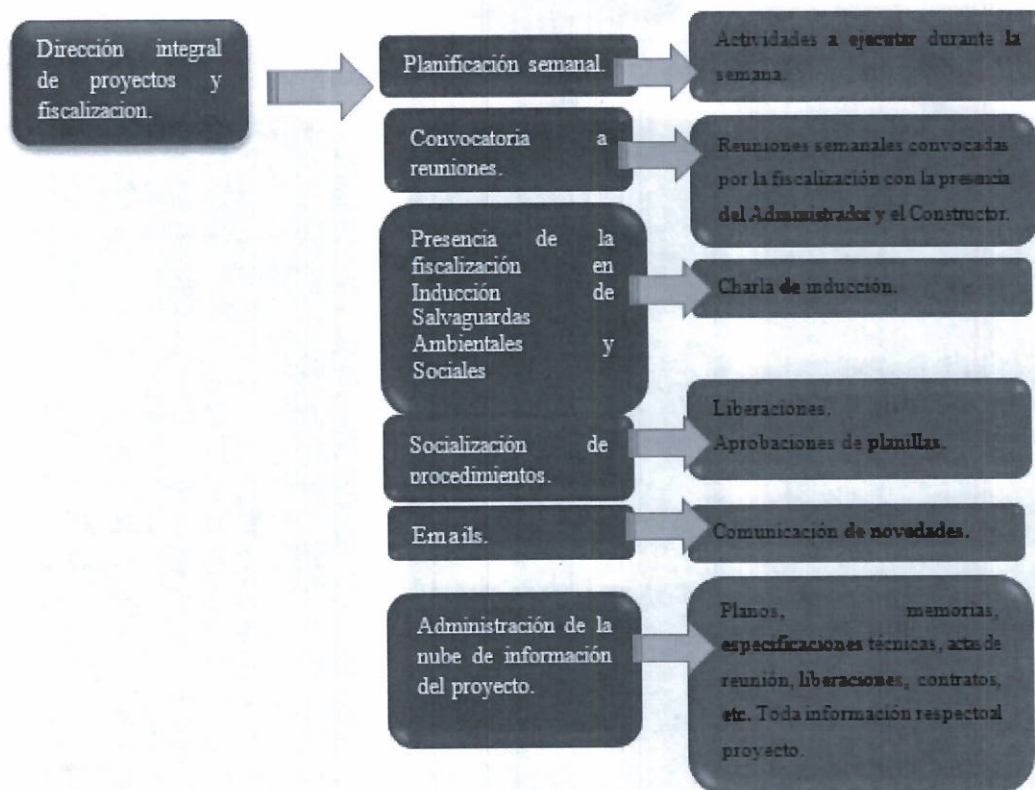 Dirección integral
de proyectos y
fiscalizacion.
Planificación semanal.
Actividades a ejecutar durante la
semana.
Convocatoria a
reuniones.
Reuniones semanales convocadas
por la fiscalización con la presencia
del Administrador y el Constructor.
Presencia de la
fiscalización en
Inducción de
Salvaguardas
Ambientales y
Sociales
Charla de inducción.
Socialización de
procedimientos.
Liberaciones.
Aprobaciones de planillas.
Emails.
Comunicación de novedades.
Administración de la
nube de información
del proyecto.
Planos, memorias,
especificaciones técnicas, actas de
reunión, liberaciones, contratos,
etc. Toda información respecto al
proyecto.